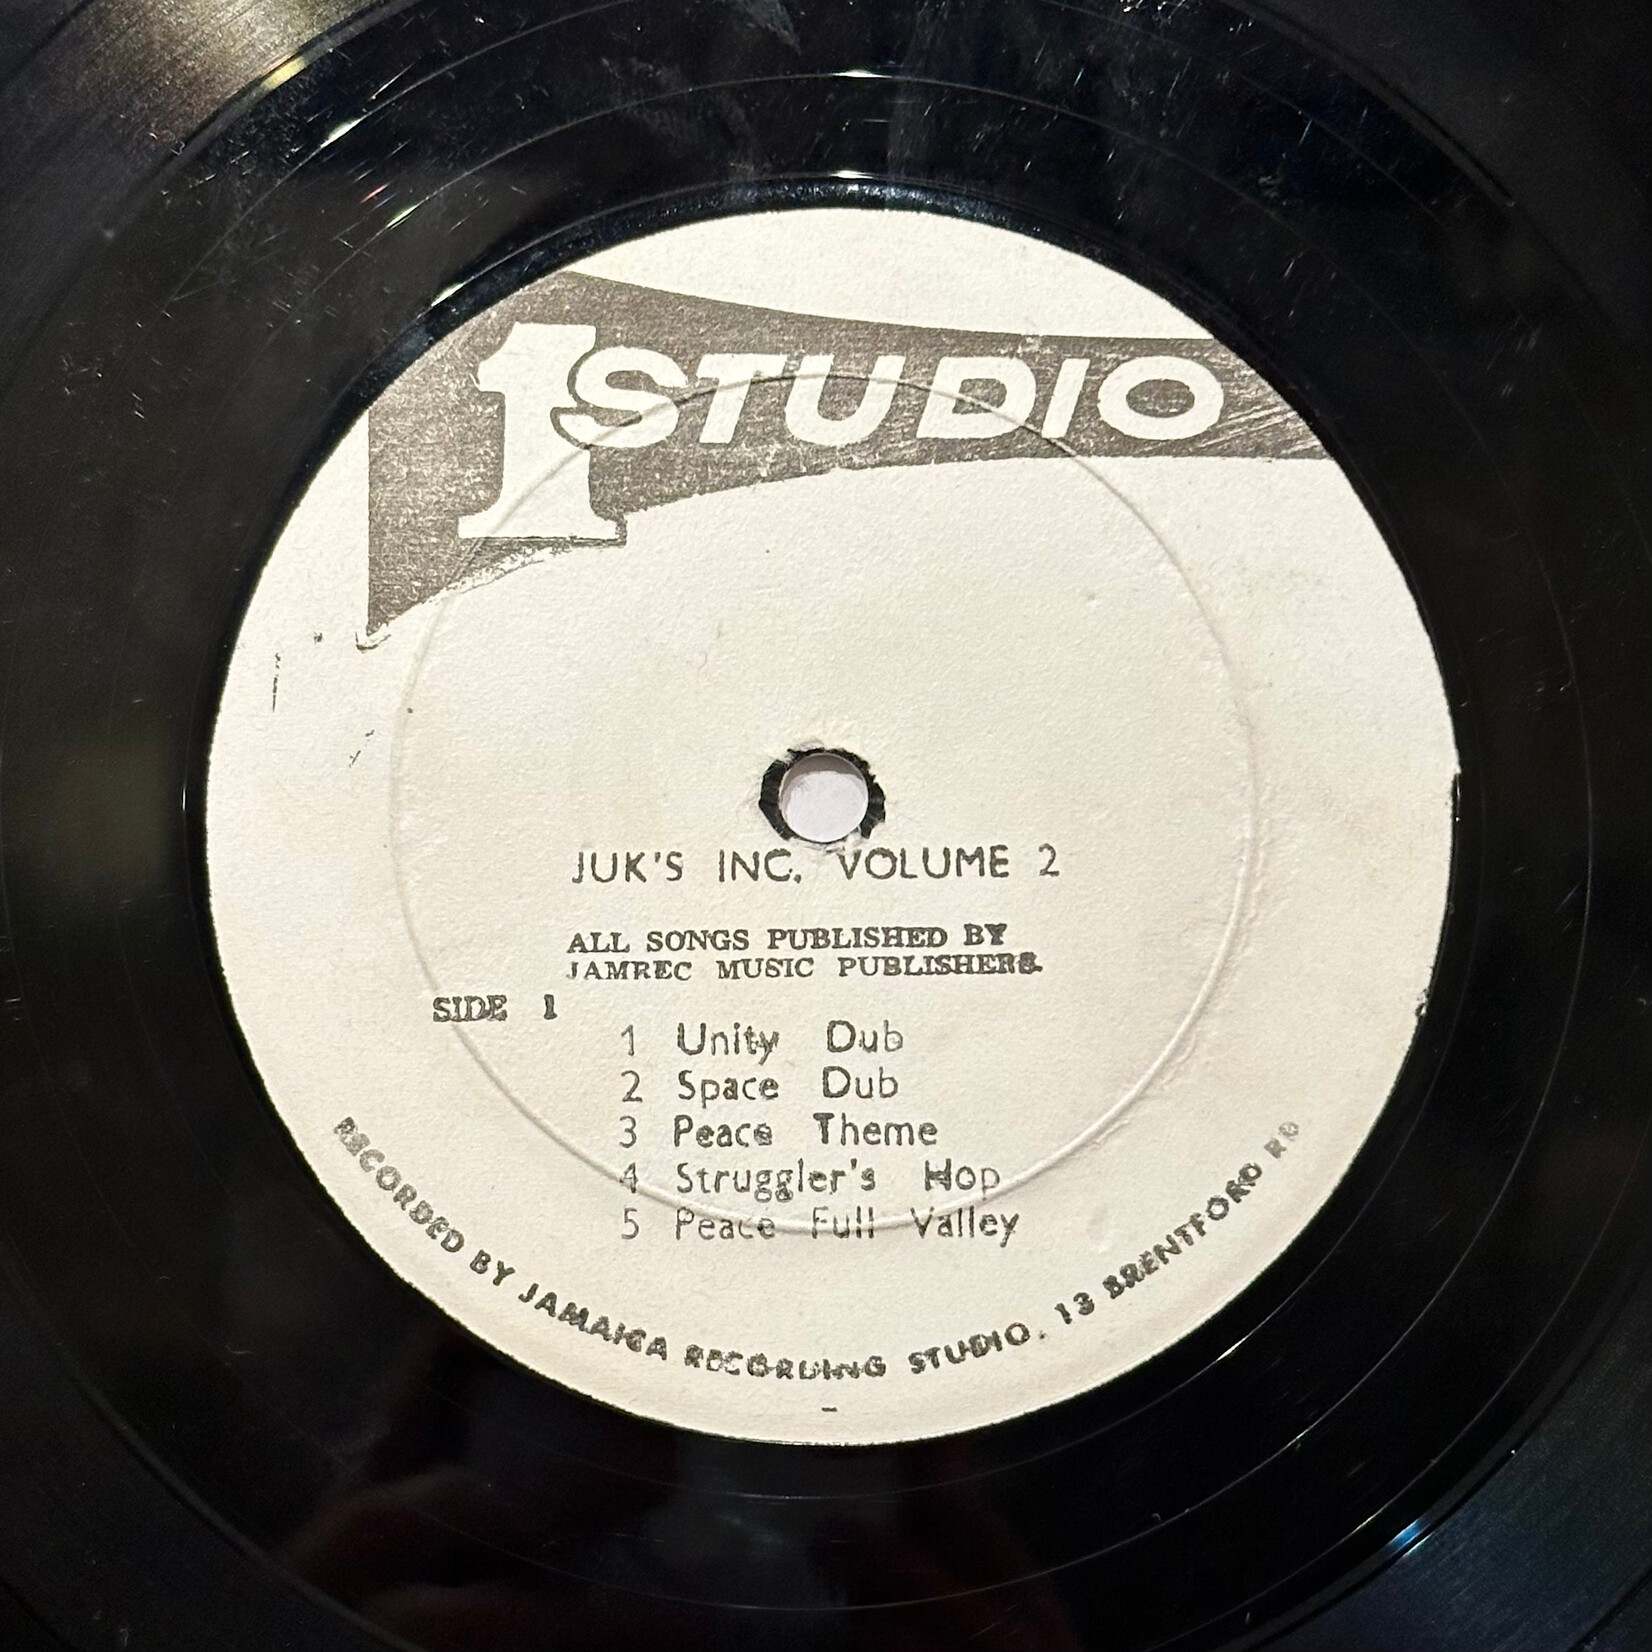 1 STUDIO
JUK'S INC. VOLUME 2
ALL SONGS PUBLISHED BY
JAMREC MUSIC PUBLISHERS.
SIDE 1
1 Unity Dub
2 Space Dub
3 Peace Theme
4 Struggler's Hop
5 Peace Full Valley
RECORDED BY JAMAICA RECORDING STUDIO. 13 BRENTFORD RD